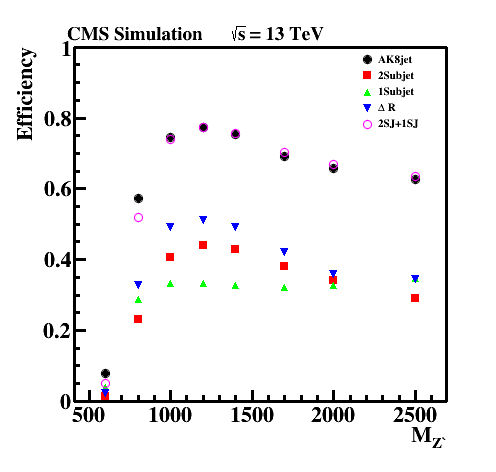 CMS Simulation √s = 13 TeV
1
0.8
0.6
0.4
0.2
0
Efficiency
AK8jet
2Subjet
1Subjet
Δ R
2SJ+1SJ
500 1000 1500 2000 2500
M_Z`